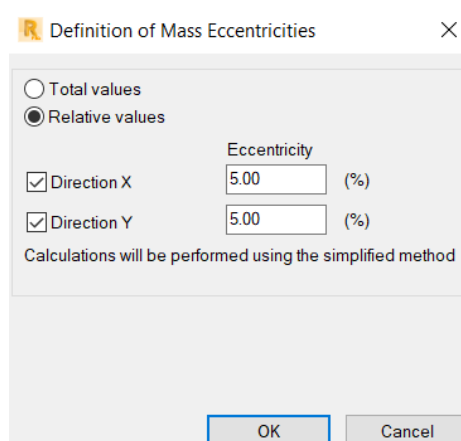 R Definition of Mass Eccentricities
Total values
Relative values
Eccentricity
Direction X 5.00 (%)
Direction Y 5.00 (%)
Calculations will be performed using the simplified method
OK Cancel